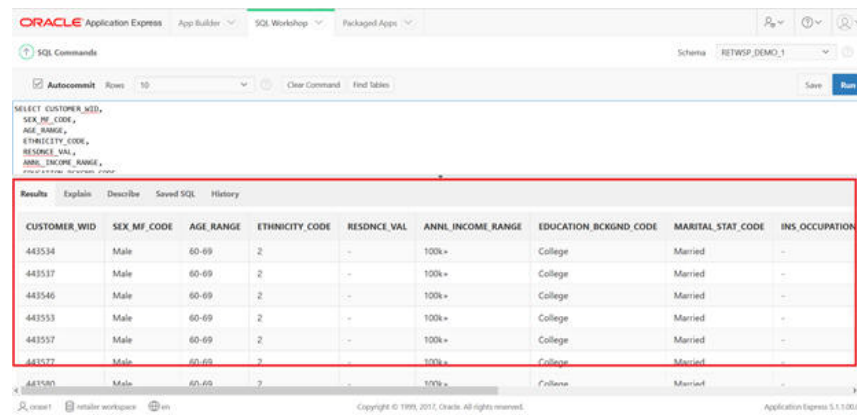 ORACLE Application Express App Builder SQL Workshop Packaged Apps
SQL Commands Schema RETWSP_DEMO_1
Autocommit Rows 10 Clear Command Find Tables Save Run
SELECT CUSTOMER_WID,
SEX_MF_CODE,
AGE_RANGE,
ETHNICITY_CODE,
RESDNCE_VAL,
ANNL_INCOME_RANGE,
EDUCATION_BCKGND_CODE
Results Explain Describe Saved SQL History
CUSTOMER_WID SEX_MF_CODE AGE_RANGE ETHNICITY_CODE RESDNCE_VAL ANNL_INCOME_RANGE EDUCATION_BCKGND_CODE MARITAL_STAT_CODE INS_OCCUPATION
443534 Male 60-69 2 - 100k+ College Married -
443537 Male 60-69 2 - 100k+ College Married -
443546 Male 60-69 2 - 100k+ College Married -
443553 Male 60-69 2 - 100k+ College Married -
443557 Male 60-69 2 - 100k+ College Married -
443577 Male 60-69 2 - 100k+ College Married -
443580 Male 60-69 2 - 100k+ College Married -
retailer workspace en Copyright © 1999, 2017, Oracle. All rights reserved. Application Express 5.1.1.00.